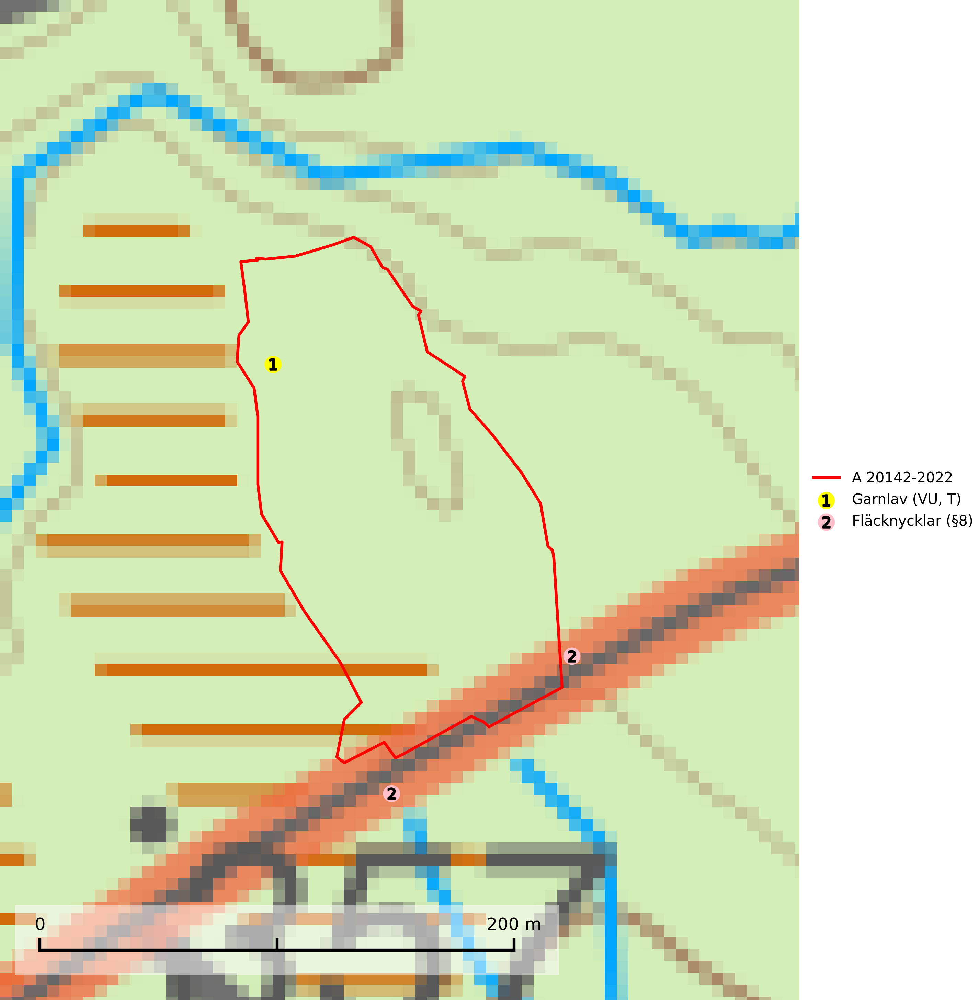 1
2
2
A 20142-2022
1 Garnlav (VU, T)
2 Fläcknycklar (§8)
0 200 m